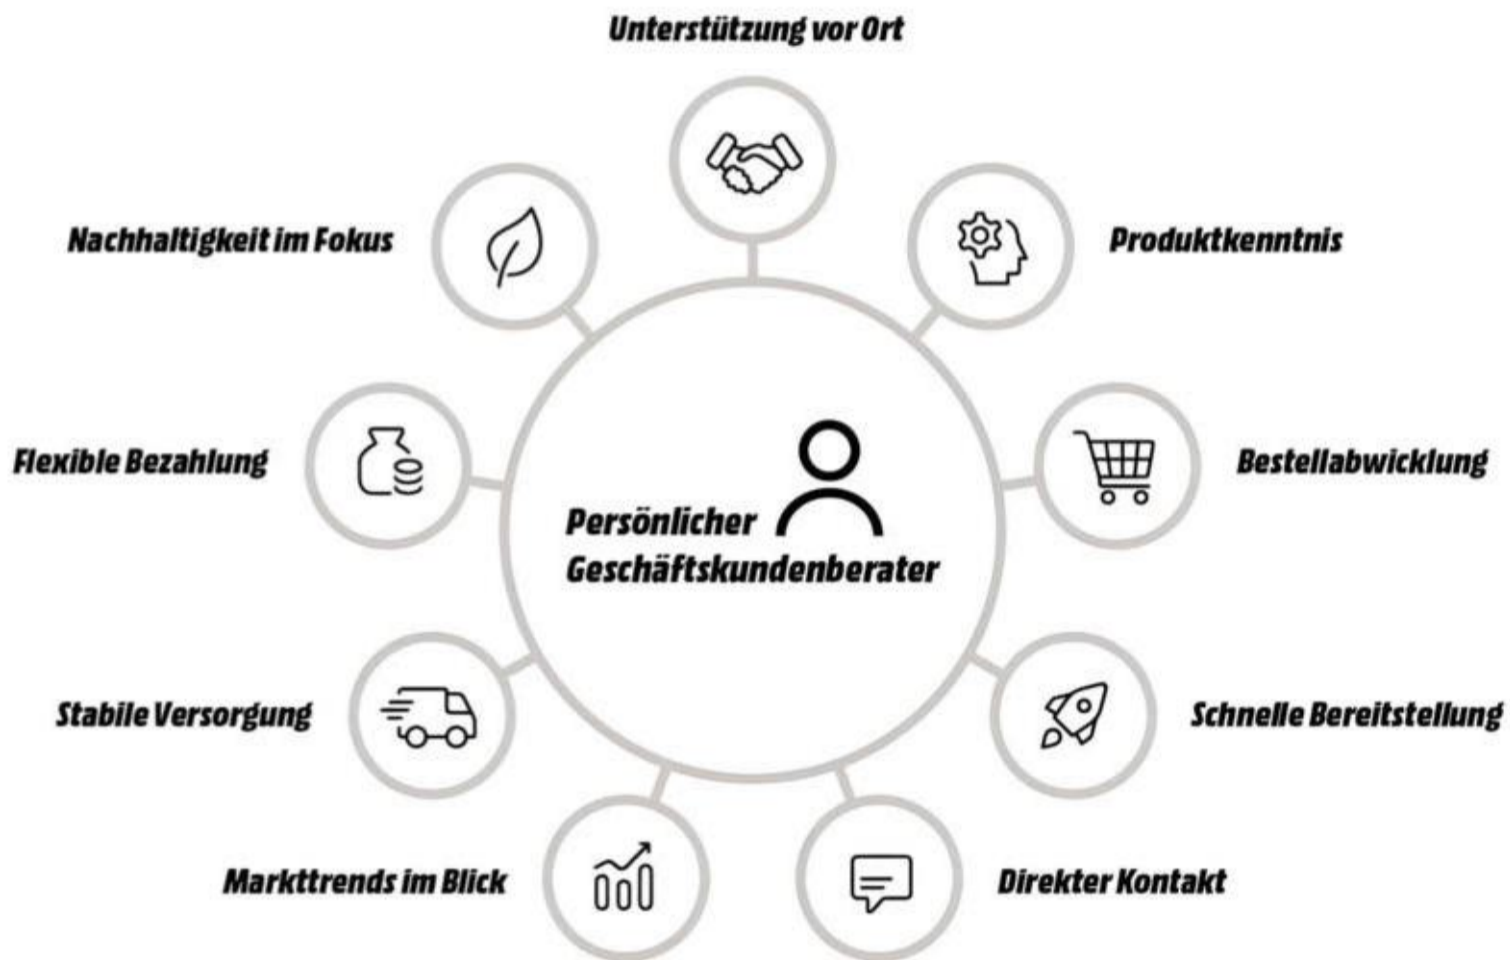 Unterstützung vor Ort
Nachhaltigkeit im Fokus
Produktkenntnis
Flexible Bezahlung
Bestellabwicklung
Persönlicher
Geschäftskundenberater
Stabile Versorgung
Schnelle Bereitstellung
Markttrends im Blick
Direkter Kontakt